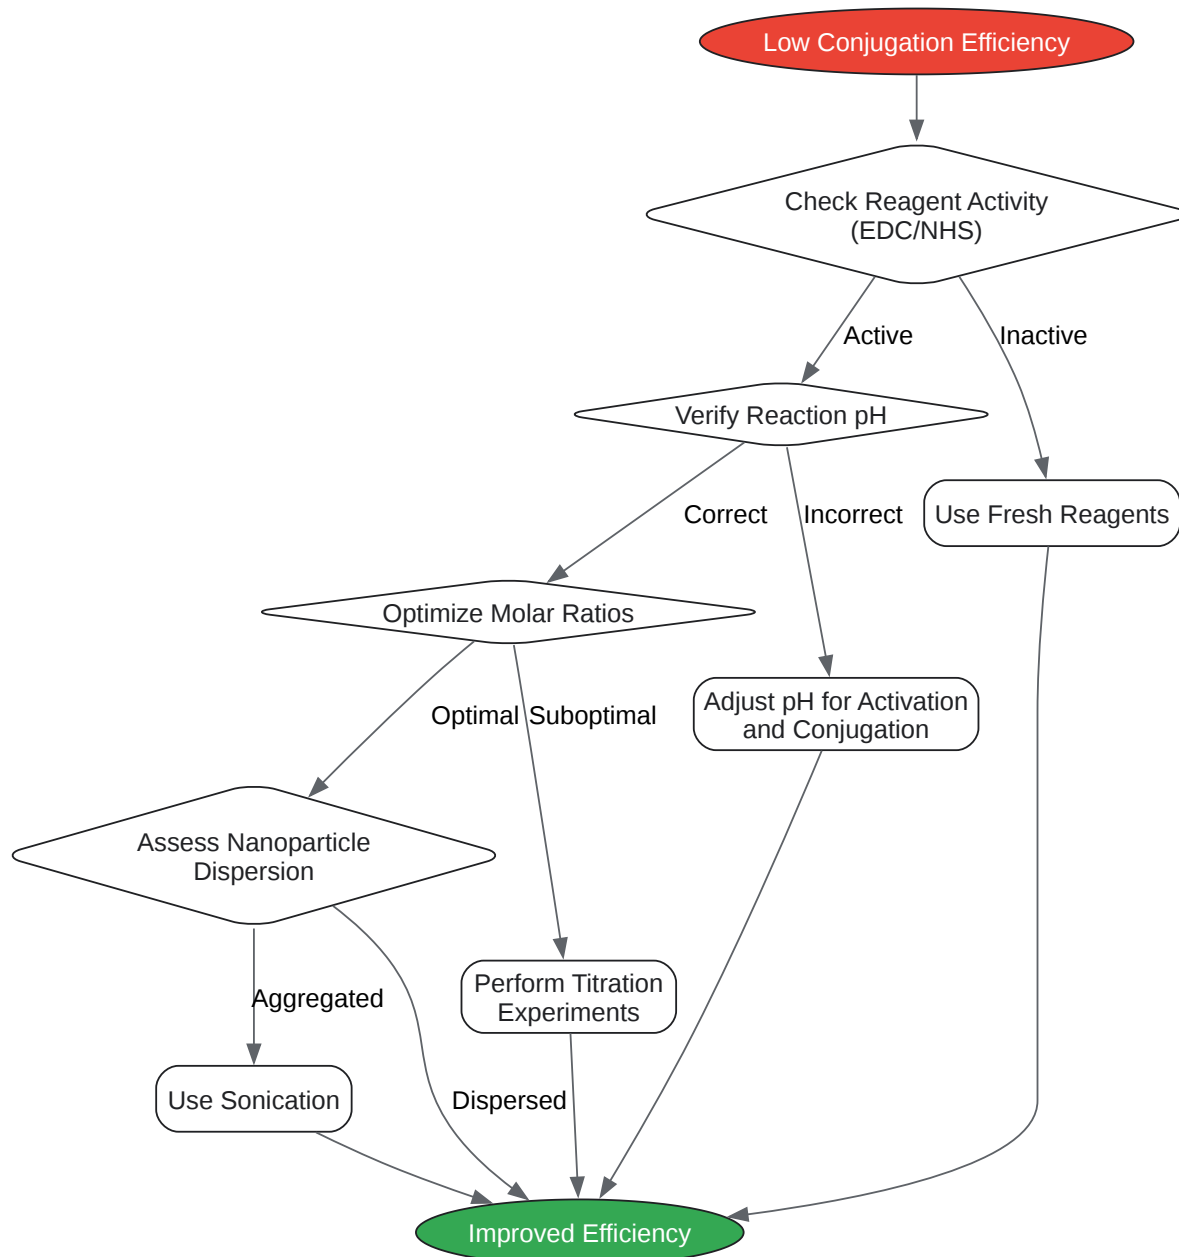 Low Conjugation Efficiency
Check Reagent Activity
(EDC/NHS)
Active
Inactive
Verify Reaction pH
Correct
Incorrect
Use Fresh Reagents
Optimize Molar Ratios
Optimal
Suboptimal
Adjust pH for Activation
and Conjugation
Assess Nanoparticle
Dispersion
Aggregated
Perform Titration
Experiments
Use Sonication
Dispersed
Improved Efficiency